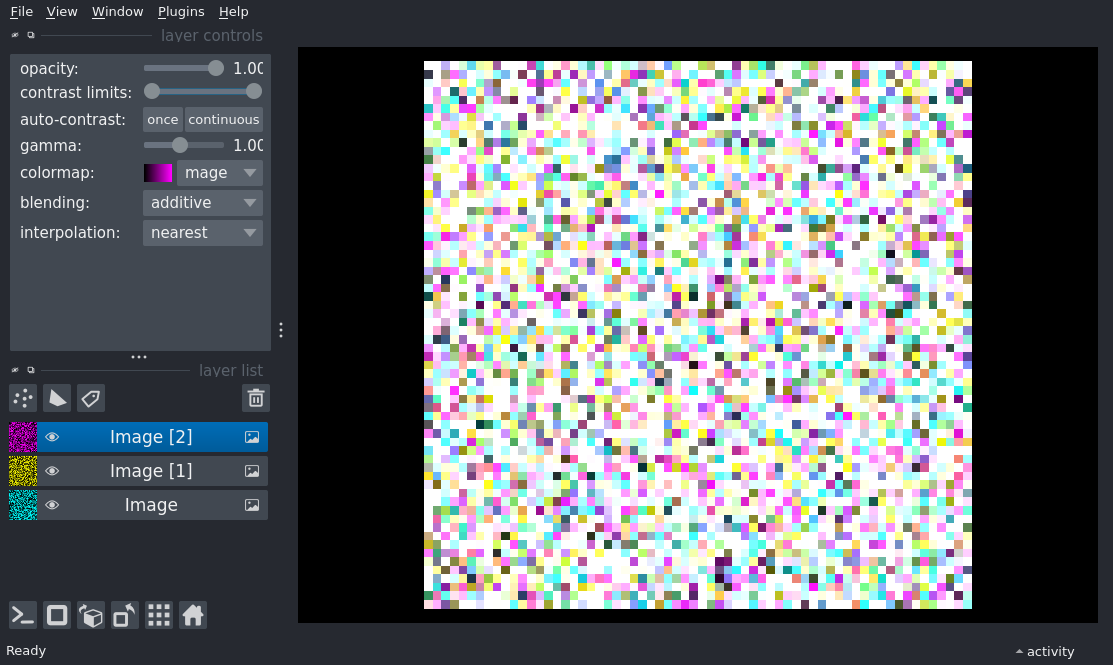 File View Window Plugins Help
layer controls
opacity: 1.00
contrast limits:
auto-contrast: once continuous
gamma: 1.00
colormap: mage
blending: additive
interpolation: nearest
layer list
Image [2]
Image [1]
Image
Ready
activity